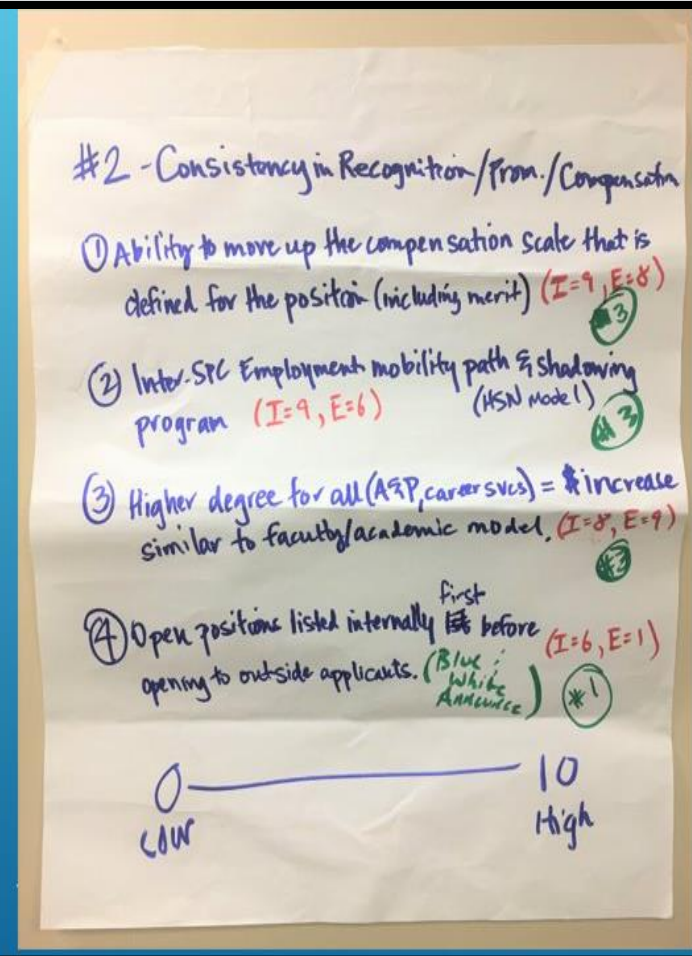 #2 - Consistency in Recognition/Prom./Compensatn
① Ability to move up the compensation scale that is
defined for the position (including merit) (I=9, E=8)
3
② Inter-SPC Employment mobility path & shadowing
program (I=9, E=6) (HSN Model)
# 3
③ Higher degree for all (A&P, career svcs) = $ increase
similar to faculty/academic model. (I=8, E=9)
④ Open positions listed internally first before (I=6, E=1)
opening to outside applicants. (Blue & White Announce) *1
0 10
LOW High